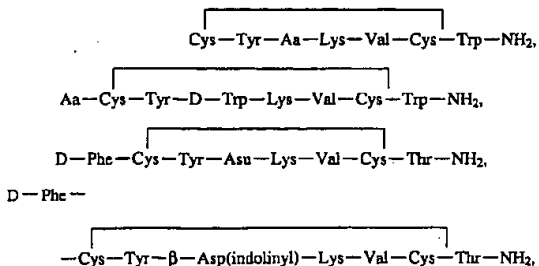 Cys—Tyr—Aa—Lys—Val—Cys—Trp—NH2,
Aa—Cys—Tyr—D—Trp—Lys—Val—Cys—Trp—NH2,
D—Phe—Cys—Tyr—Asu—Lys—Val—Cys—Thr—NH2,
D—Phe—
—Cys—Tyr—β—Asp(indolinyl)—Lys—Val—Cys—Thr—NH2,